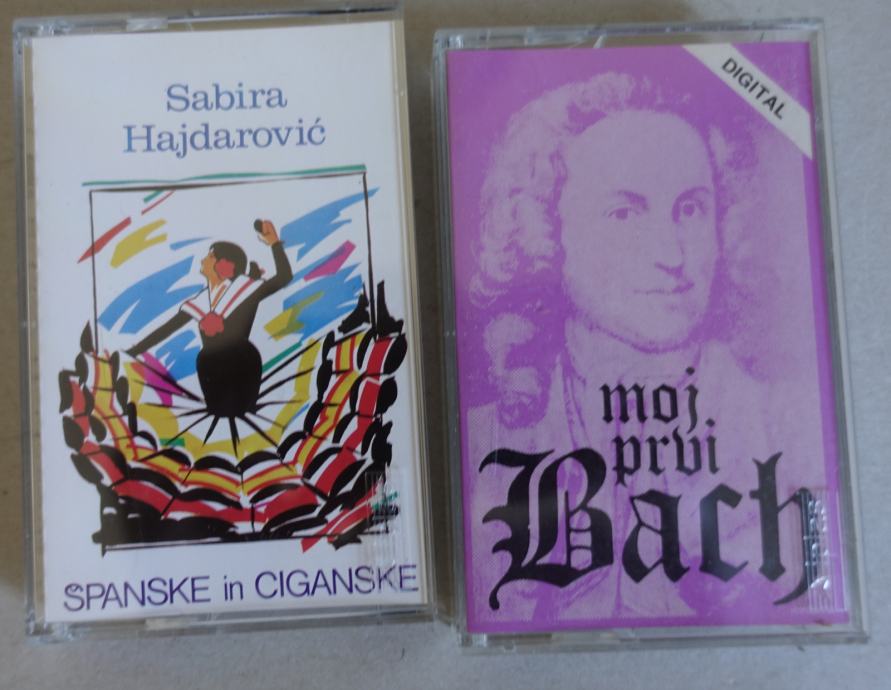 Sabira
Hajdarović
ŠPANSKE in CIGANSKE
DIGITAL
moj
prvi
Bach